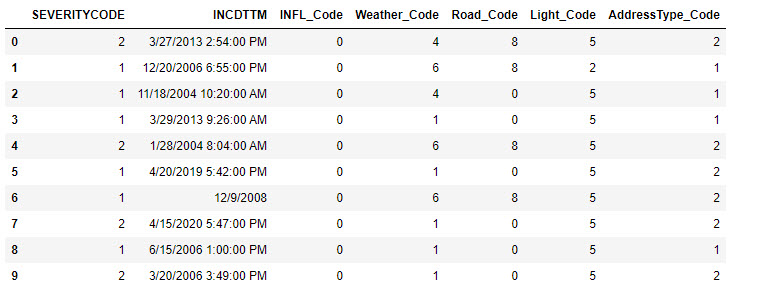 SEVERITYCODE INCDTTM INFL_Code Weather_Code Road_Code Light_Code AddressType_Code
0 2 3/27/2013 2:54:00 PM 0 4 8 5 2
1 1 12/20/2006 6:55:00 PM 0 6 8 2 1
2 1 11/18/2004 10:20:00 AM 0 4 0 5 1
3 1 3/29/2013 9:26:00 AM 0 1 0 5 1
4 2 1/28/2004 8:04:00 AM 0 6 8 5 2
5 1 4/20/2019 5:42:00 PM 0 1 0 5 2
6 1 12/9/2008 0 6 8 5 2
7 2 4/15/2020 5:47:00 PM 0 1 0 5 2
8 1 6/15/2006 1:00:00 PM 0 1 0 5 1
9 2 3/20/2006 3:49:00 PM 0 1 0 5 2